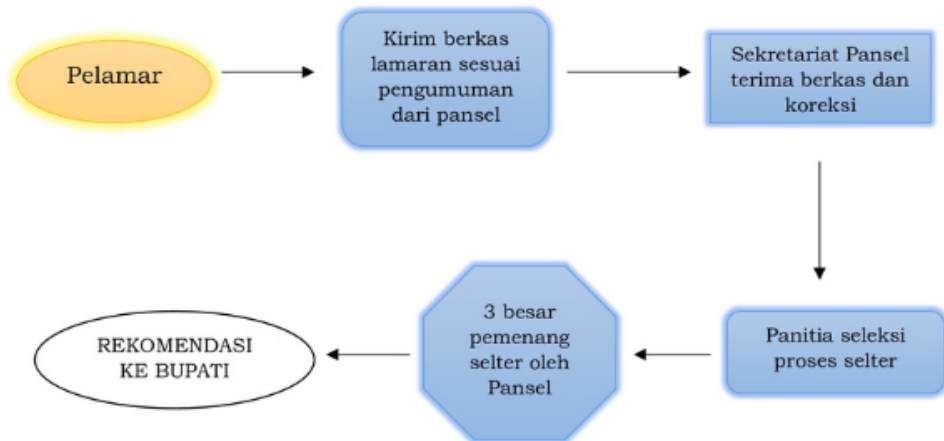 Pelamar
Kirim berkas
lamaran sesuai
pengumuman
dari pansel
Sekretariat Pansel
terima berkas dan
koreksi
Panitia seleksi
proses selter
3 besar
pemenang
selter oleh
Pansel
REKOMENDASI
KE BUPATI